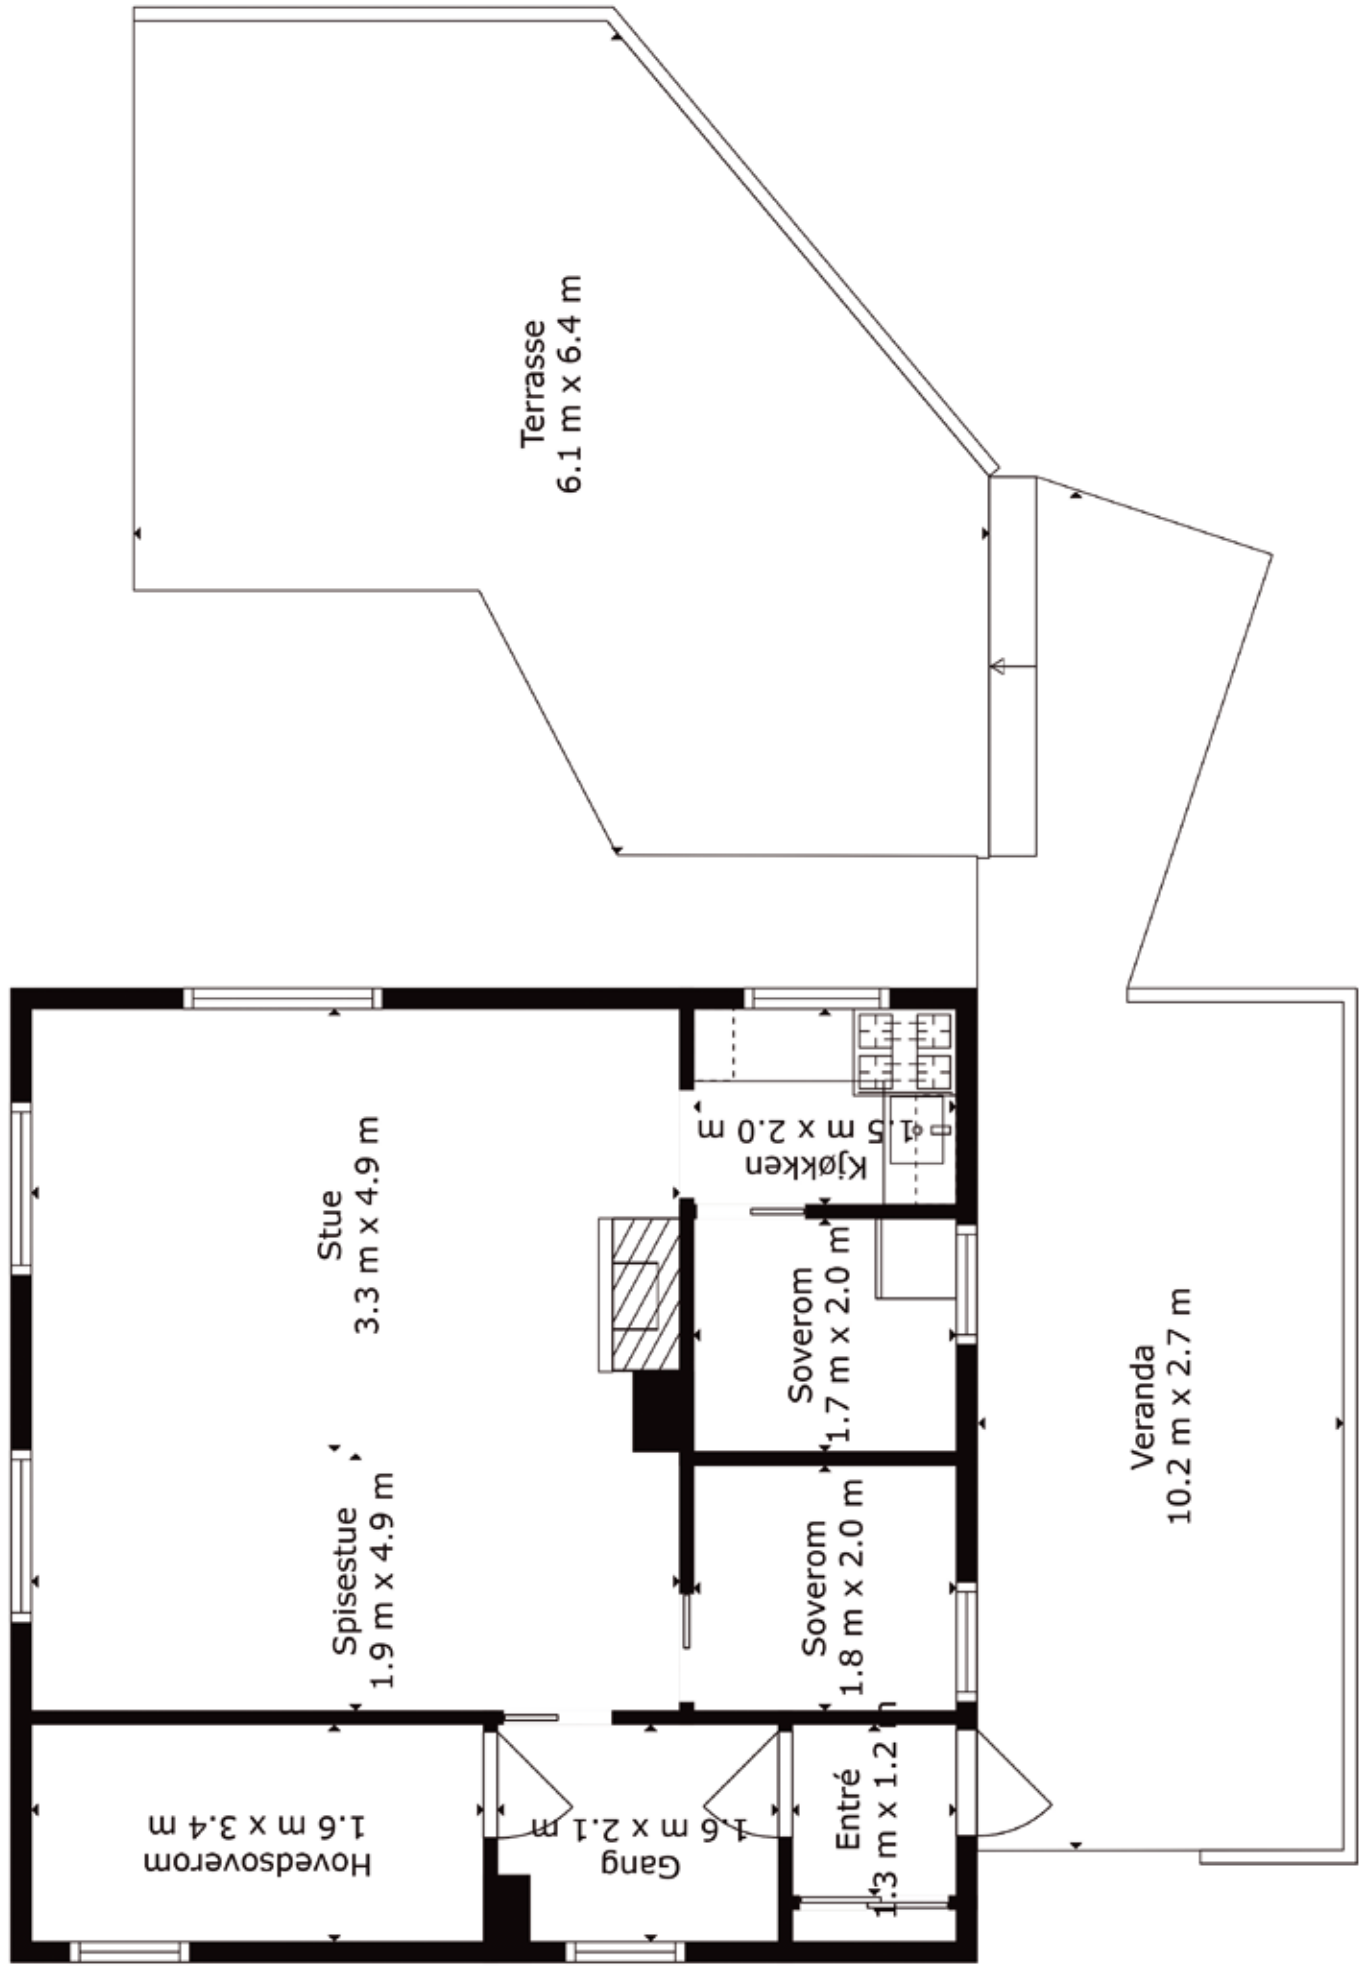 Terrasse
6.1 m x 6.4 m
Stue
3.3 m x 4.9 m
Kjøkken
1.5 m x 2.0 m
Soverom
1.7 m x 2.0 m
Spisestue
1.9 m x 4.9 m
Soverom
1.8 m x 2.0 m
Veranda
10.2 m x 2.7 m
Hovedsoverom
1.6 m x 3.4 m
Gang
1.6 m x 2.1 m
Entré
1.3 m x 1.2 m